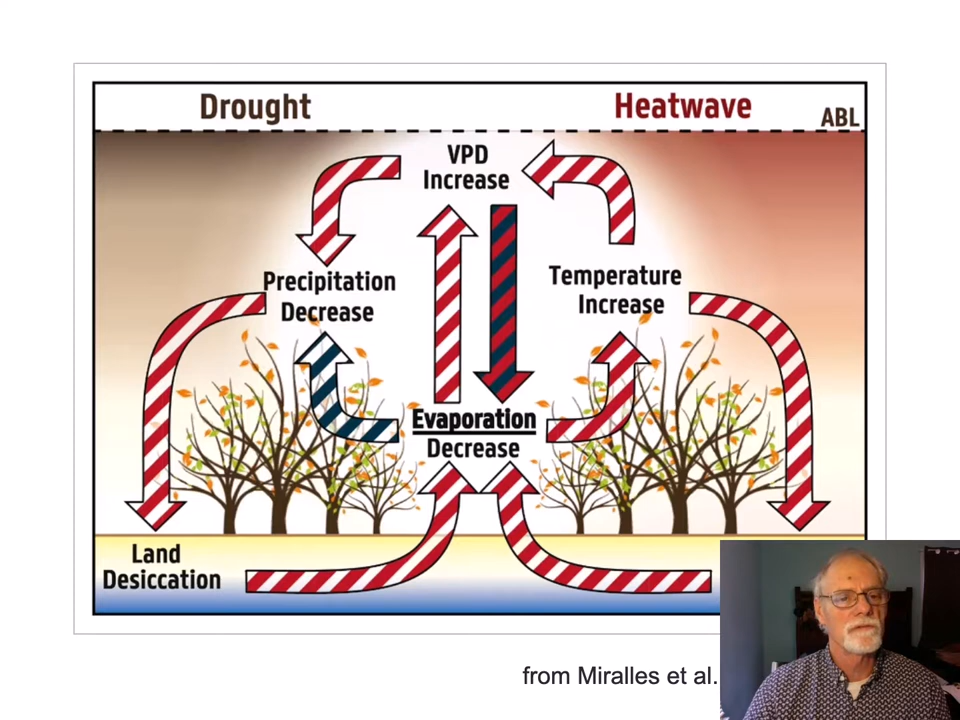 Drought
Heatwave
ABL
VPD
Increase
Precipitation
Decrease
Temperature
Increase
Evaporation
Decrease
Land
Desiccation
from Miralles et al.